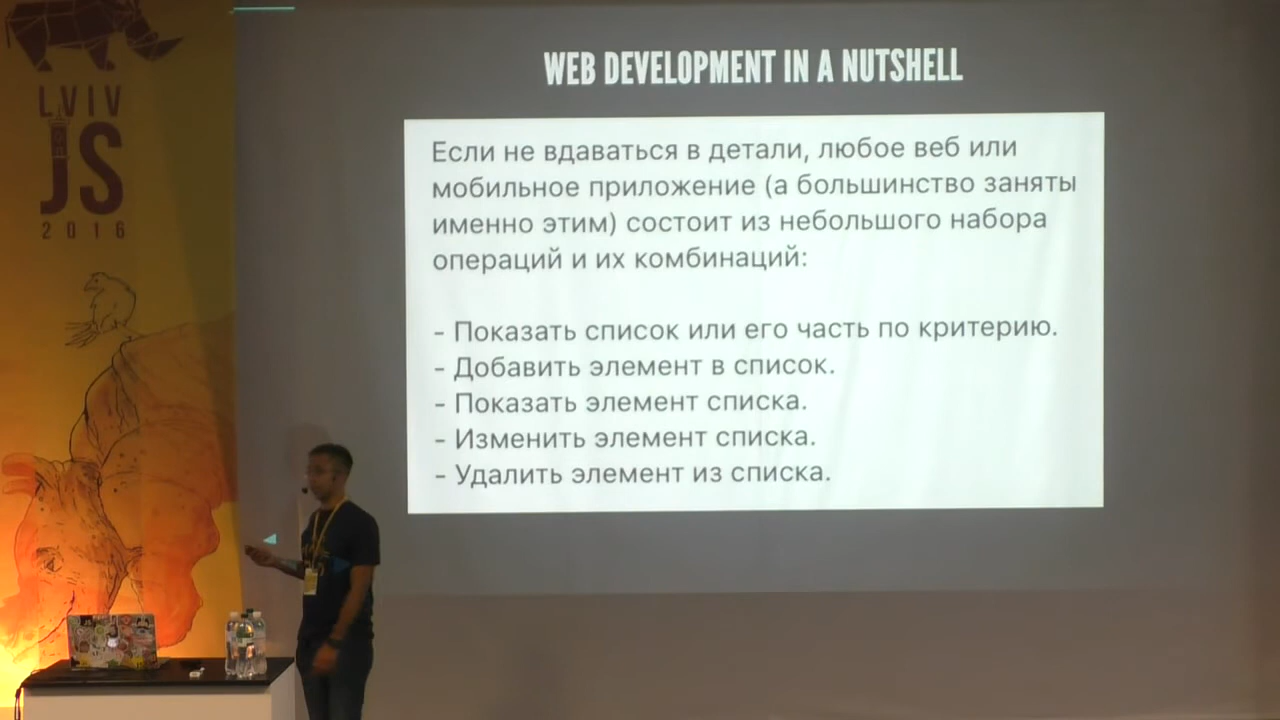 LVIV
JS
2016
WEB DEVELOPMENT IN A NUTSHELL
Если не вдаваться в детали, любое веб или
мобильное приложение (а большинство заняты
именно этим) состоит из небольшого набора
операций и их комбинаций:
- Показать список или его часть по критерию.
- Добавить элемент в список.
- Показать элемент списка.
- Изменить элемент списка.
- Удалить элемент из списка.